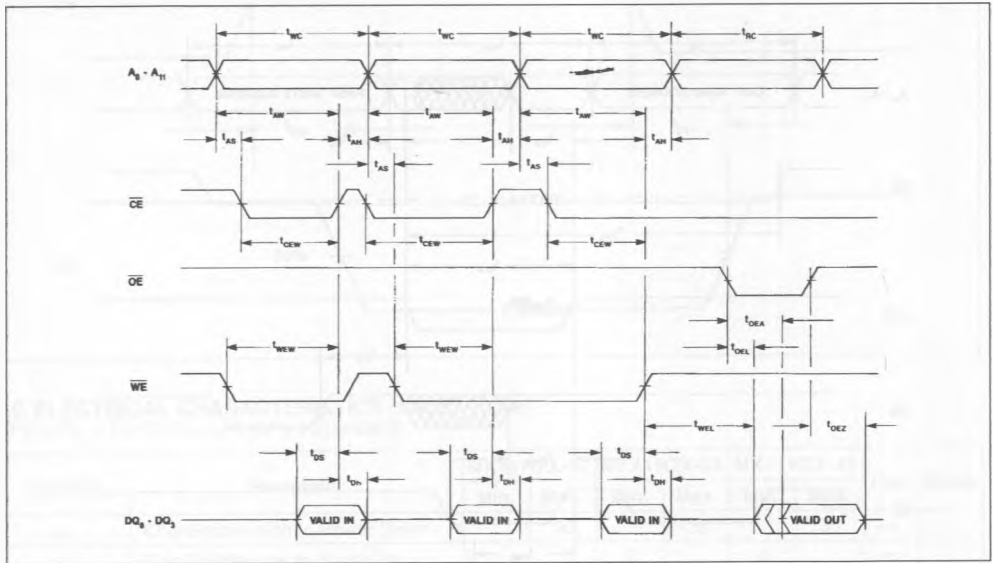 tWC tWC tWC tRC
A0 - A11
tAW tAW tAW
tAS tAH tAH tAH
tAS tAS
CE
tCEW tCEW tCEW
OE
tOEA
tOEL
tWEW tWEW
WE
tWEL tOEZ
tDS tDS tDS
tDh tDH tDH
DQ0 - DQ3 VALID IN VALID IN VALID IN VALID OUT